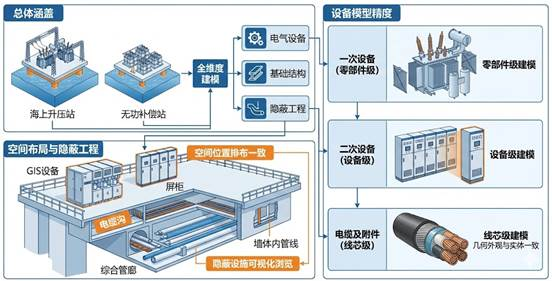 总体涵盖
海上升压站
无功补偿站
全维度
建模
电气设备
基础结构
隐蔽工程
空间布局与隐蔽工程
GIS设备
屏柜
空间位置排布一致
电缆沟
综合管廊
墙体内管线
隐蔽设施可视化浏览
设备模型精度
一次设备
（零部件级）
零部件级建模
二次设备
（设备级）
设备级建模
电缆及附件
（线芯级）
线芯级建模
几何外观与实体一致